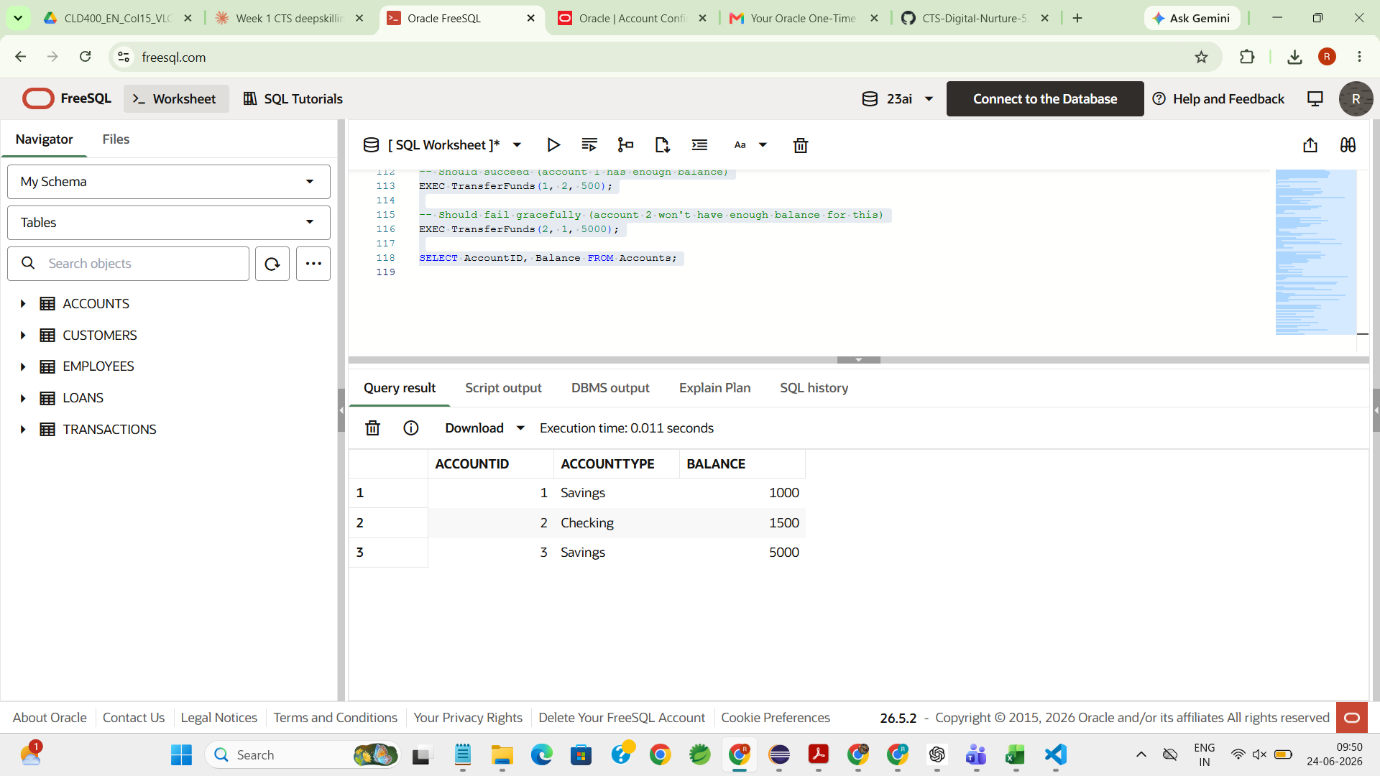 CLD400_EN_Col15_VLC
Week 1 CTS deepskillin
Oracle FreeSQL
Oracle | Account Confi
Your Oracle One-Time
CTS-Digital-Nurture-5.
Ask Gemini
freesql.com
R
FreeSQL
>_ Worksheet
SQL Tutorials
23ai
Connect to the Database
Help and Feedback
R
Navigator
Files
[ SQL Worksheet ]*
Aa
My Schema
Tables
Search objects
ACCOUNTS
CUSTOMERS
EMPLOYEES
LOANS
TRANSACTIONS
112 -- Should succeed (account 1 has enough balance)
113 EXEC TransferFunds(1, 2, 500);
114
115 -- Should fail gracefully (account 2 won't have enough balance for this)
116 EXEC TransferFunds(2, 1, 5000);
117
118 SELECT AccountID, Balance FROM Accounts;
119
Query result
Script output
DBMS output
Explain Plan
SQL history
Download
Execution time: 0.011 seconds
ACCOUNTID ACCOUNTTYPE BALANCE
1 1 Savings 1000
2 2 Checking 1500
3 3 Savings 5000
About Oracle
Contact Us
Legal Notices
Terms and Conditions
Your Privacy Rights
Delete Your FreeSQL Account
Cookie Preferences
26.5.2 - Copyright © 2015, 2026 Oracle and/or its affiliates All rights reserved
1
Search
ENG
IN
09:50
24-06-2026